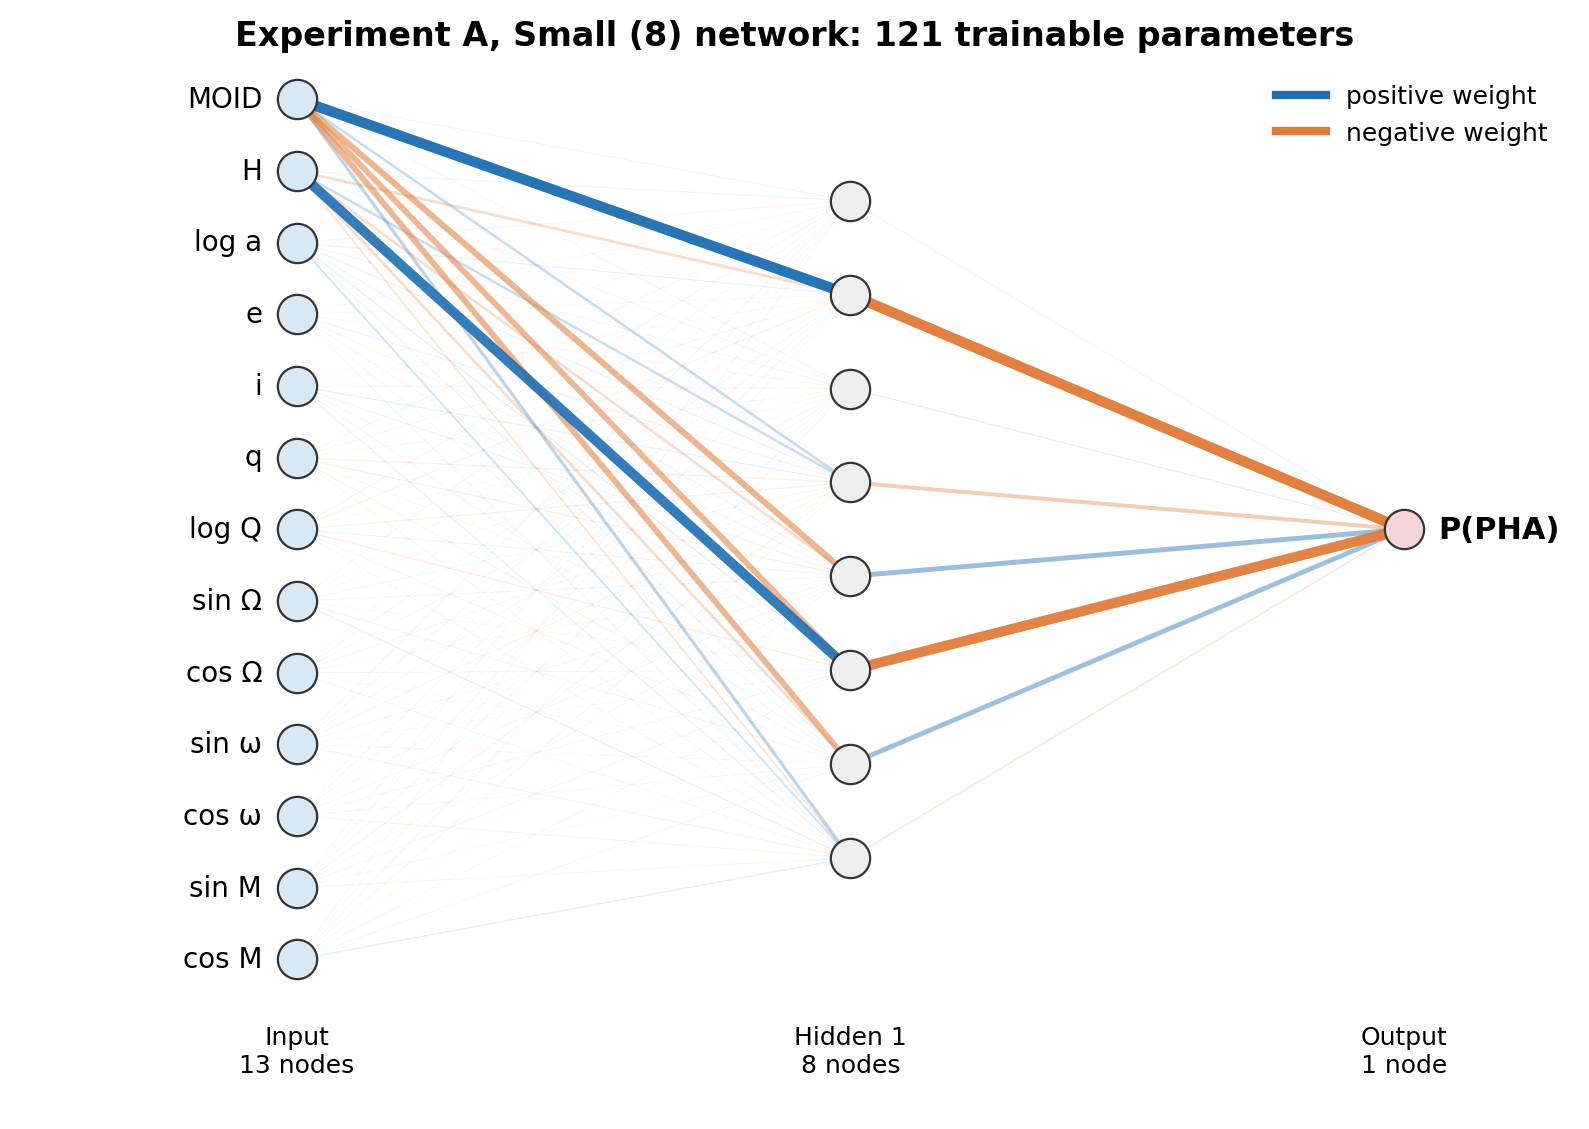 Experiment A, Small (8) network: 121 trainable parameters
positive weight
negative weight
MOID
H
log a
e
i
q
log Q
sin Ω
cos Ω
sin ω
cos ω
sin M
cos M
P(PHA)
Input
13 nodes
Hidden 1
8 nodes
Output
1 node